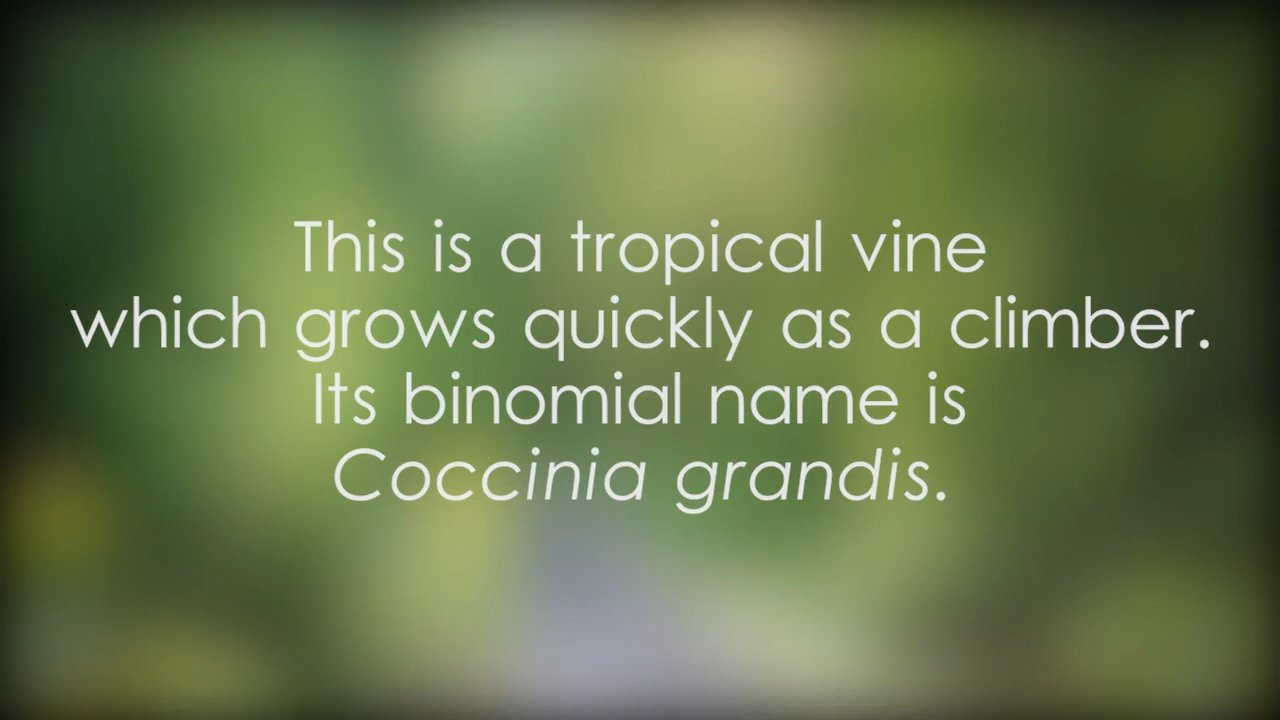 This is a tropical vine
which grows quickly as a climber.
Its binomial name is
Coccinia grandis.